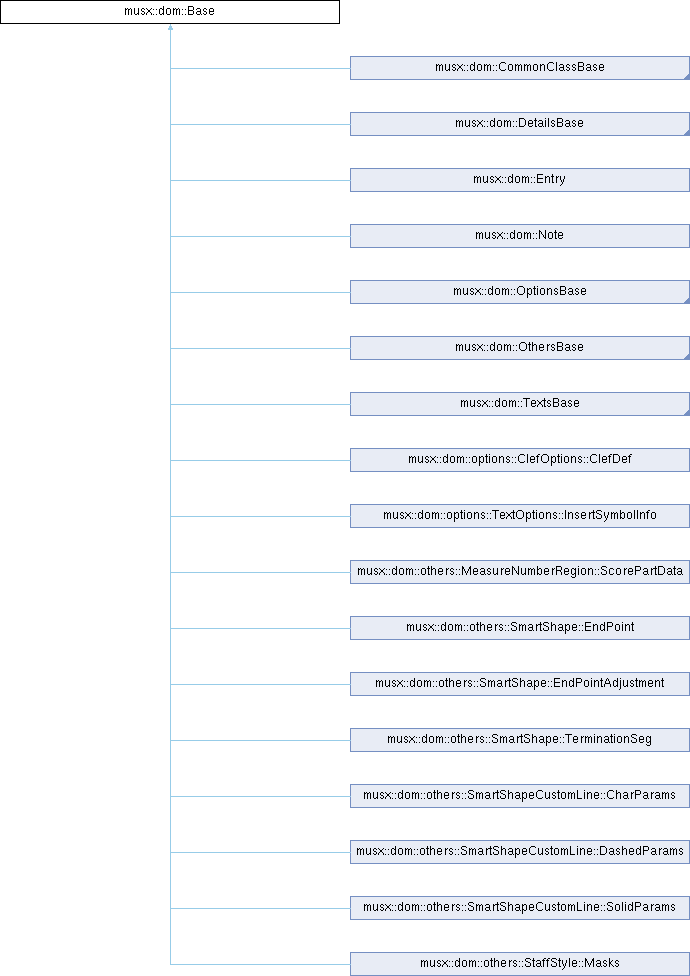 musx::dom::Base
musx::dom::CommonClassBase
musx::dom::DetailsBase
musx::dom::Entry
musx::dom::Note
musx::dom::OptionsBase
musx::dom::OthersBase
musx::dom::TextsBase
musx::dom::options::ClefOptions::ClefDef
musx::dom::options::TextOptions::InsertSymbolInfo
musx::dom::others::MeasureNumberRegion::ScorePartData
musx::dom::others::SmartShape::EndPoint
musx::dom::others::SmartShape::EndPointAdjustment
musx::dom::others::SmartShape::TerminationSeg
musx::dom::others::SmartShapeCustomLine::CharParams
musx::dom::others::SmartShapeCustomLine::DashedParams
musx::dom::others::SmartShapeCustomLine::SolidParams
musx::dom::others::StaffStyle::Masks